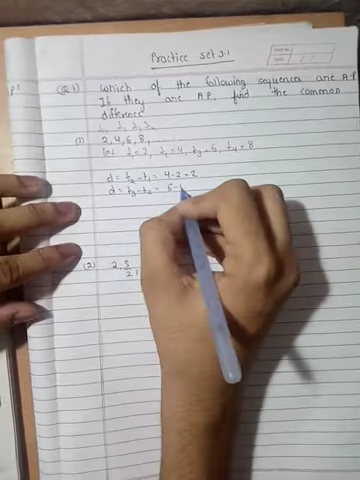 Practice set 3.1
(Q.1) which of the following sequences are A.P
If they are A.P, find the common
difference
t₁ t₂ t₃ t₄
(1) 2, 4, 6, 8, ......
let t₁ = 2, t₂ = 4, t₃ = 6, t₄ = 8
d = t₂ - t₁ = 4 - 2 = 2
d = t₃ - t₂ = 6 -
(2) 2, 5/2,